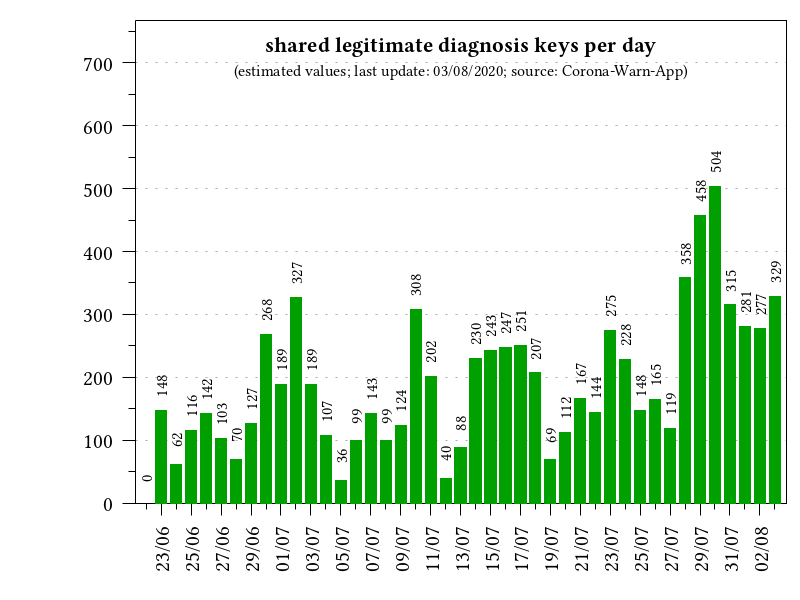 shared legitimate diagnosis keys per day
(estimated values; last update: 03/08/2020; source: Corona-Warn-App)
700
600
500
400
300
200
100
0
0 148 62 116 142 103 70 127 268 189 327 189 107 36 99 143 99 124 308 202 40 88 230 243 247 251 207 69 112 167 144 275 228 148 165 119 358 458 504 315 281 277 329
23/06 25/06 27/06 29/06 01/07 03/07 05/07 07/07 09/07 11/07 13/07 15/07 17/07 19/07 21/07 23/07 25/07 27/07 29/07 31/07 02/08